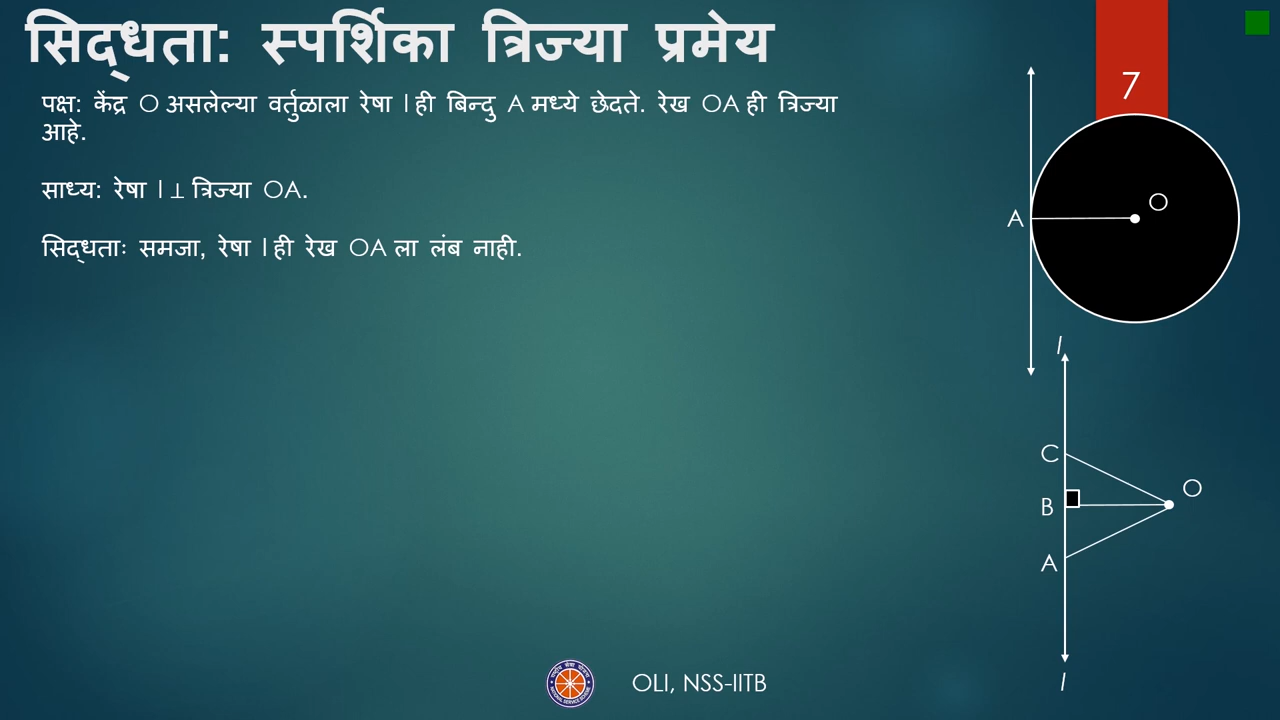 सिद्धता: स्पर्शिका त्रिज्या प्रमेय
7
पक्ष: केंद्र O असलेल्या वर्तुळाला रेषा l ही बिन्दु A मध्ये छेदते. रेख OA ही त्रिज्या
आहे.
साध्य: रेषा l ⊥ त्रिज्या OA.
सिद्धताः समजा, रेषा l ही रेख OA ला लंब नाही.
O
A
l
C
O
B
A
l
OLI, NSS-IITB